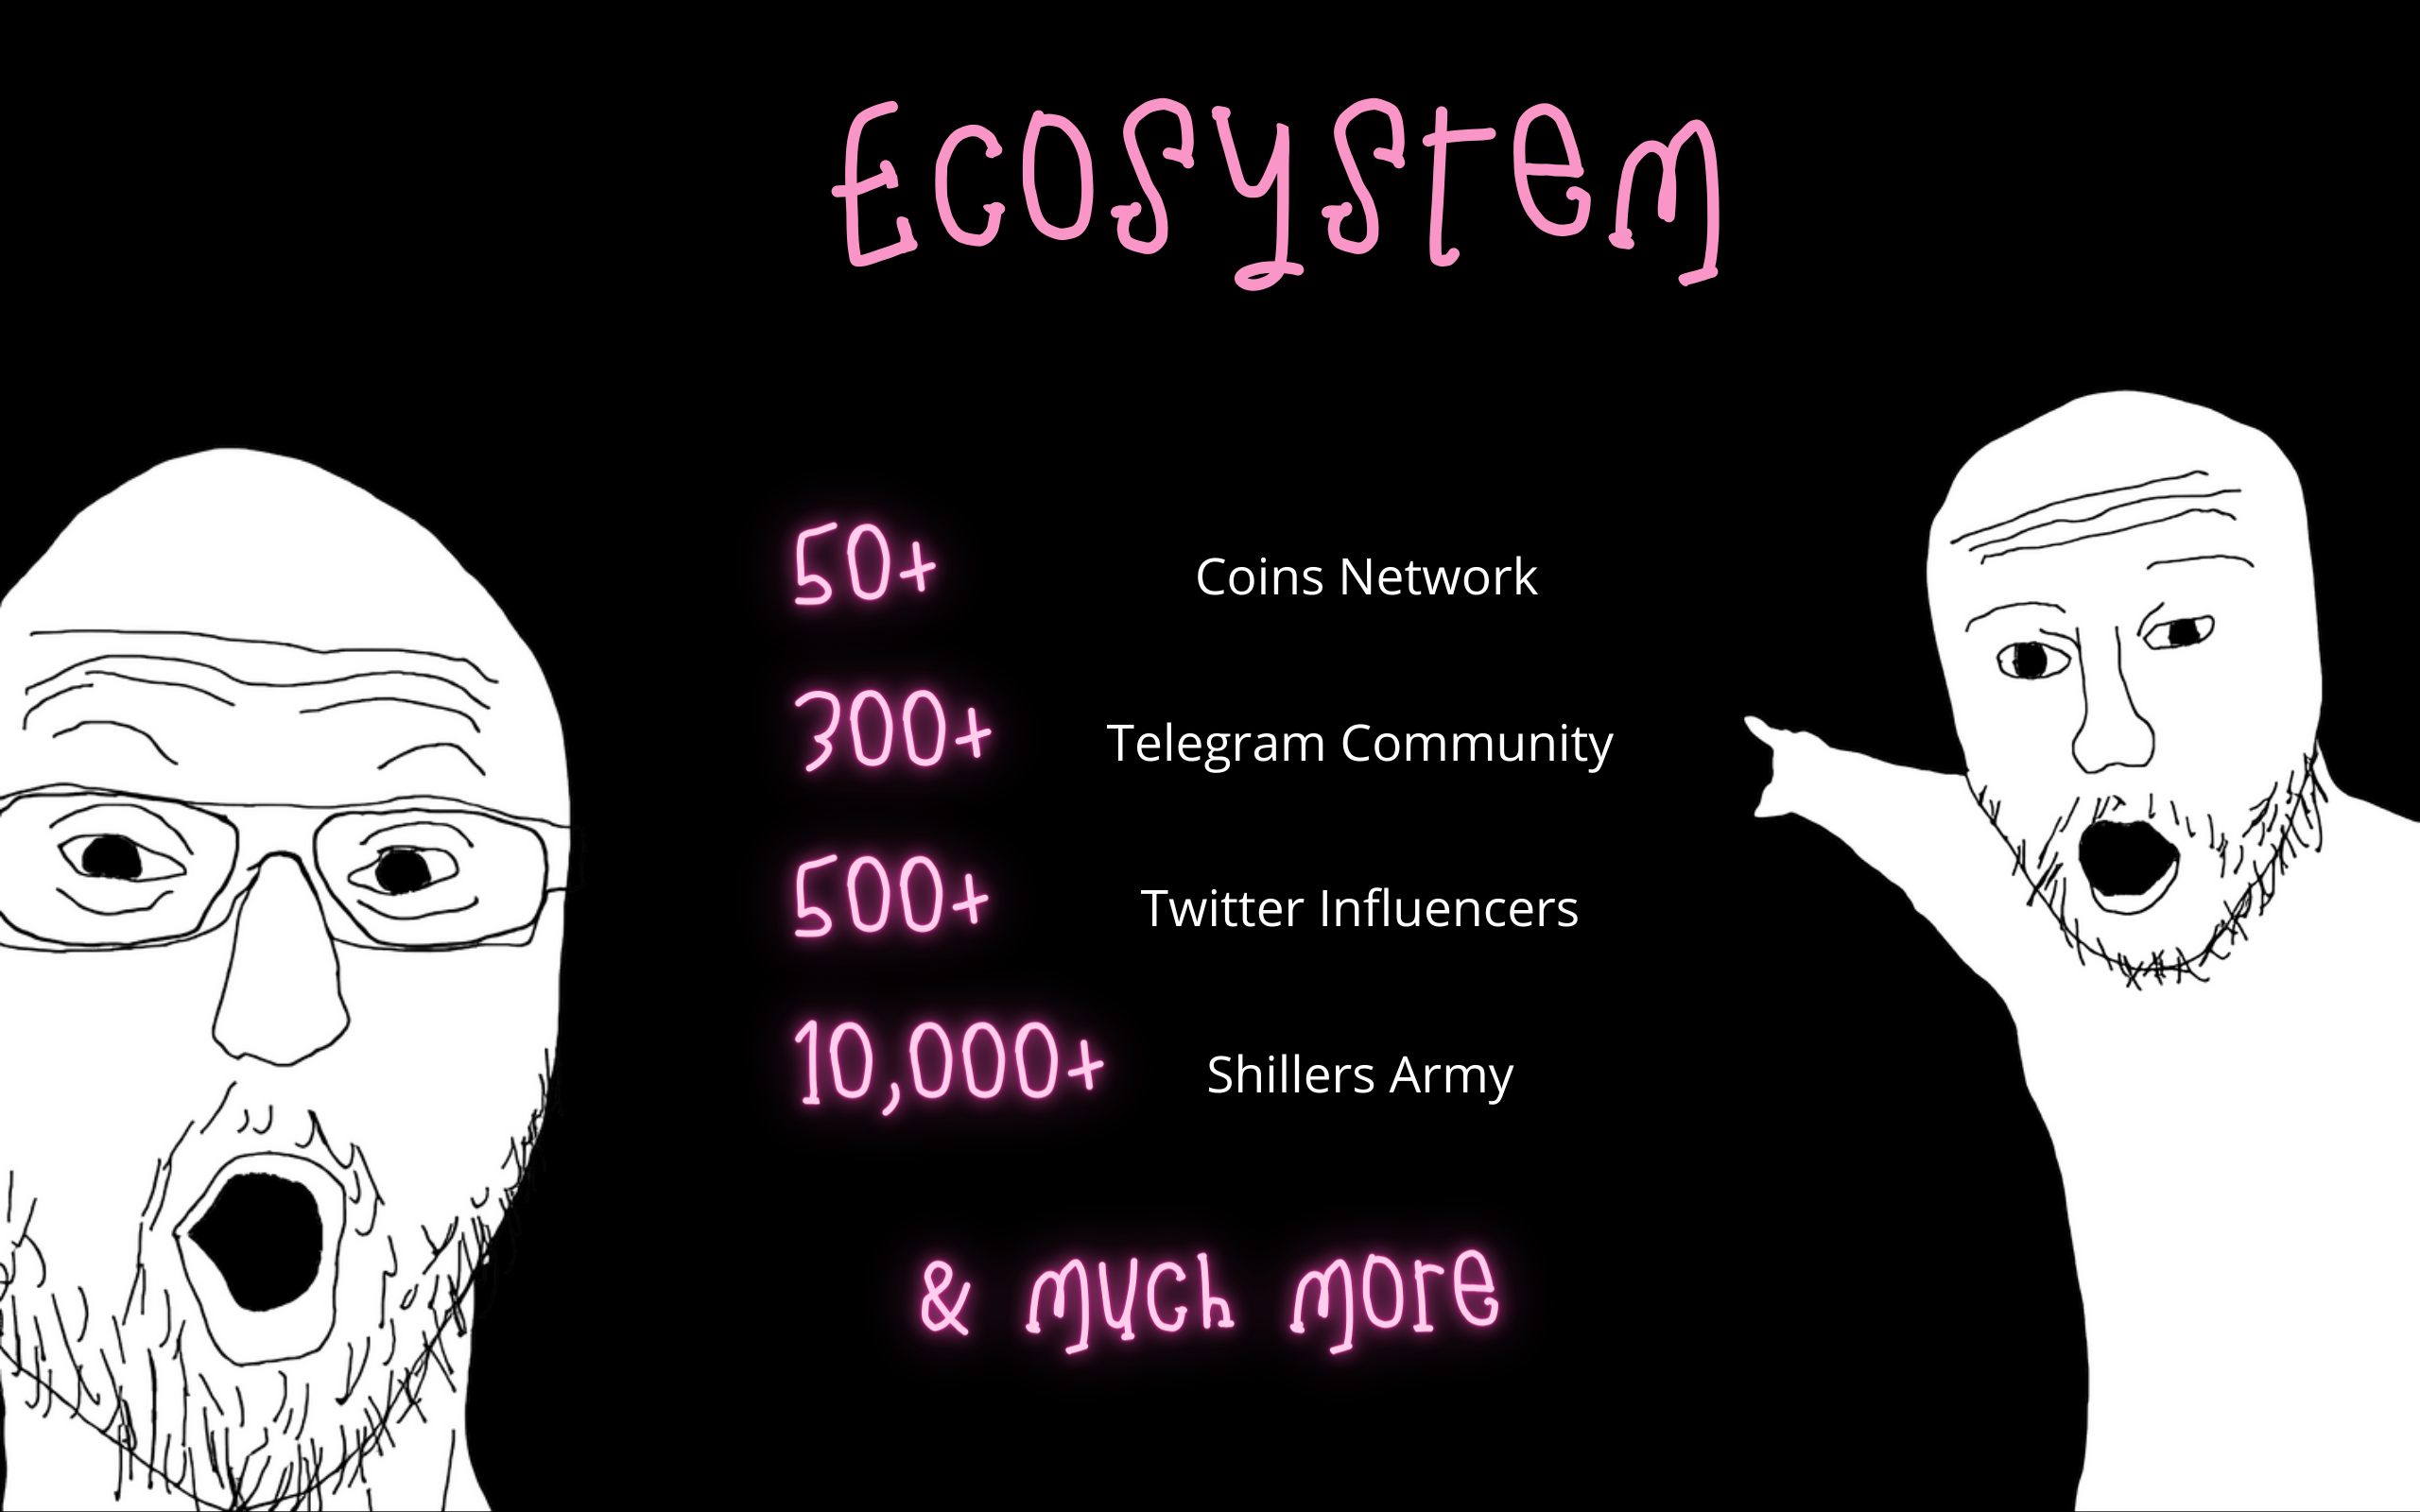 Ecosystem
50+ Coins Network
300+ Telegram Community
500+ Twitter Influencers
10,000+ Shillers Army
& much more